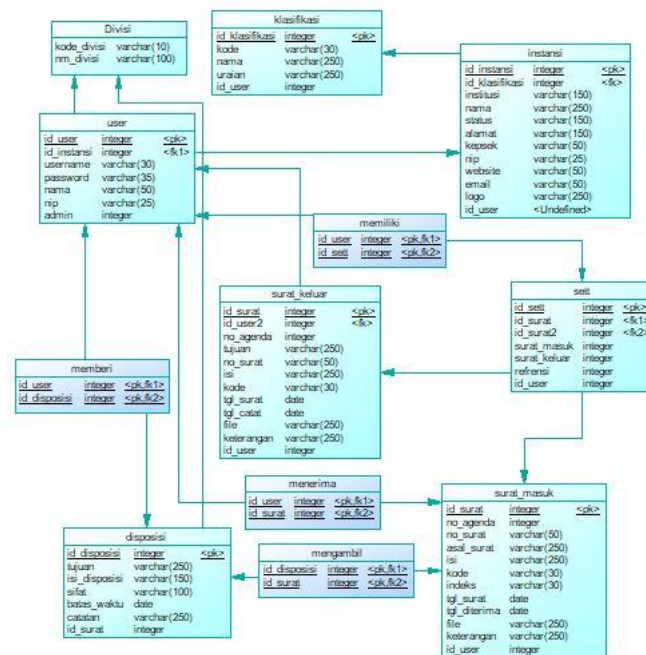 Divisi
kode_divisi varchar(10)
nm_divisi varchar(100)
klasifikasi
id_klasifikasi integer <pk>
kode varchar(30)
nama varchar(250)
uraian varchar(250)
id_user integer
instansi
id_instansi integer <pk>
id_klasifikasi integer <fk>
institusi varchar(150)
nama varchar(250)
status varchar(150)
alamat varchar(150)
kepsek varchar(50)
nip varchar(25)
website varchar(50)
email varchar(50)
logo varchar(250)
id_user <Undefined>
user
id_user integer <pk>
id_instansi integer <fk1>
username varchar(30)
password varchar(35)
nama varchar(50)
nip varchar(25)
admin integer
memiliki
id_user integer <pk,fk1>
id_sett integer <pk,fk2>
surat_keluar
id_surat integer <pk>
id_user2 integer <fk>
no_agenda integer
tujuan varchar(250)
no_surat varchar(50)
isi varchar(250)
kode varchar(30)
tgl_surat date
tgl_catat date
file varchar(250)
keterangan varchar(250)
id_user integer
sett
id_sett integer <pk>
id_surat integer <fk1>
id_surat2 integer <fk2>
surat_masuk integer
surat_keluar integer
refrensi integer
id_user integer
memberi
id_user integer <pk,fk1>
id_disposisi integer <pk,fk2>
menerima
id_user integer <pk,fk1>
id_surat integer <pk,fk2>
surat_masuk
id_surat integer <pk>
no_agenda integer
no_surat varchar(50)
asal_surat varchar(250)
isi varchar(250)
kode varchar(30)
indeks varchar(30)
tgl_surat date
tgl_diterima date
file varchar(250)
keterangan varchar(250)
id_user integer
disposisi
id_disposisi integer <pk>
tujuan varchar(250)
isi_disposisi varchar(150)
sifat varchar(100)
batas_waktu date
catatan varchar(250)
id_surat integer
mengambil
id_disposisi integer <pk,fk1>
id_surat integer <pk,fk2>